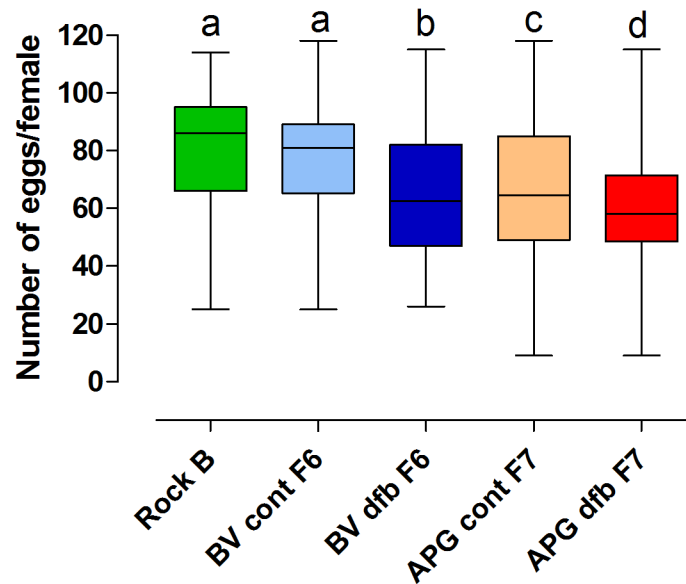 a a b c d
Number of eggs/female
120
100
80
60
40
20
0
Rock B
BV cont F6
BV dfb F6
APG cont F7
APG dfb F7